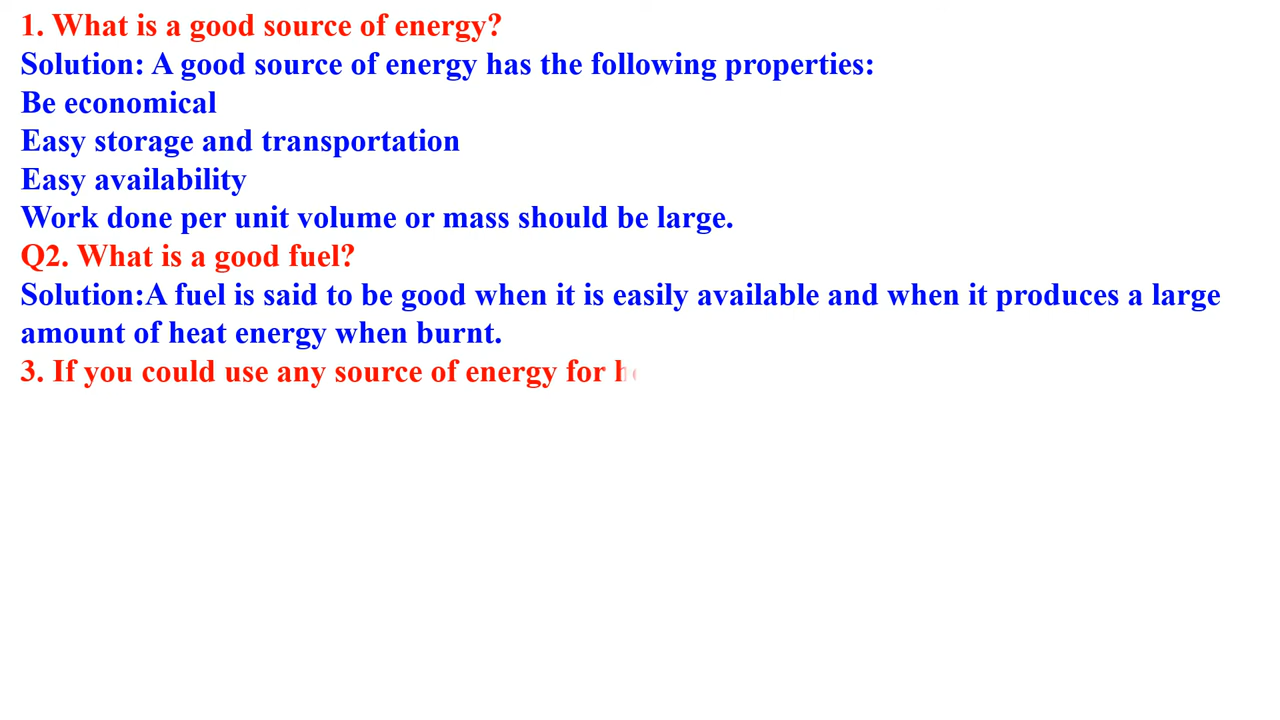 1. What is a good source of energy?
Solution: A good source of energy has the following properties:
Be economical
Easy storage and transportation
Easy availability
Work done per unit volume or mass should be large.
Q2. What is a good fuel?
Solution:A fuel is said to be good when it is easily available and when it produces a large
amount of heat energy when burnt.
3. If you could use any source of energy for